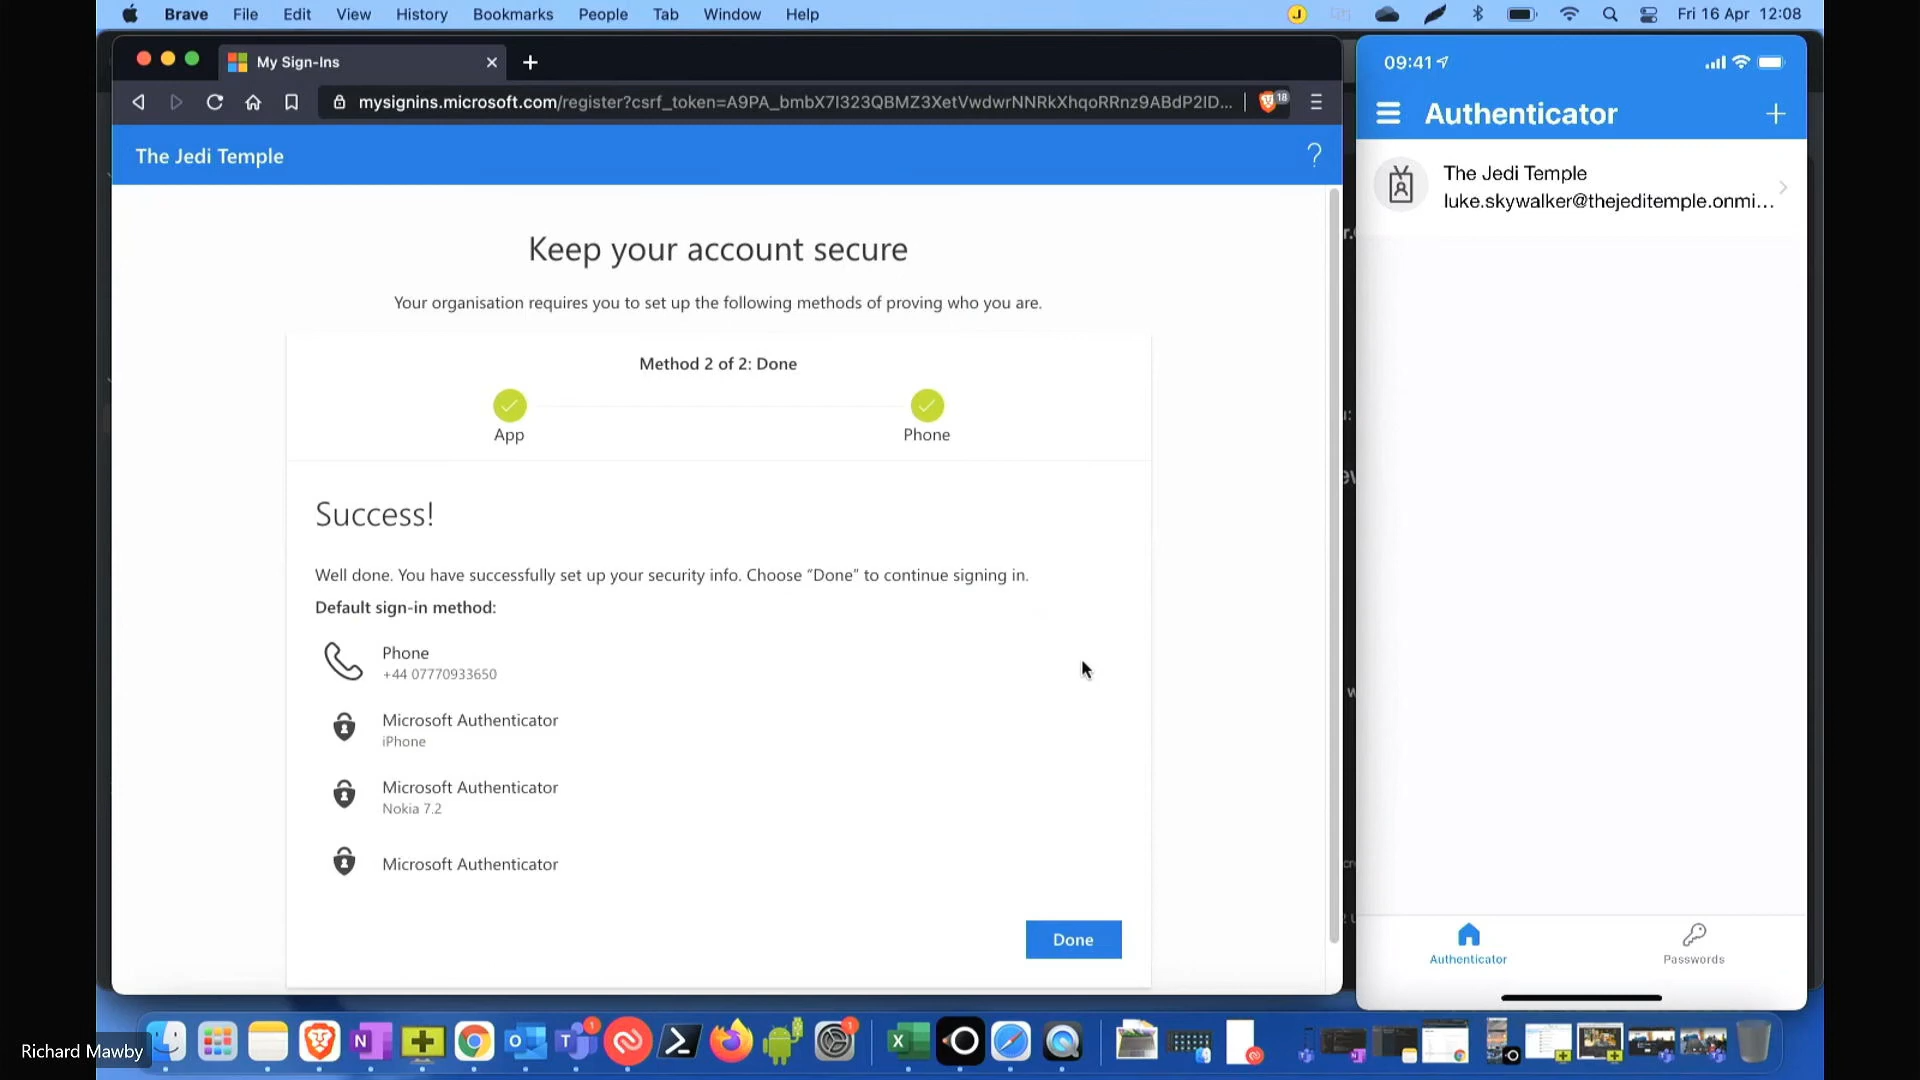 Brave File Edit View History Bookmarks People Tab Window Help
J
Fri 16 Apr 12:08
My Sign-Ins
mysignins.microsoft.com/register?csrf_token=A9PA_bmbX7I323QBMZ3XetVwdwrNNRkXhqoRRnz9ABdP2ID...
18
The Jedi Temple
?
Keep your account secure
Your organisation requires you to set up the following methods of proving who you are.
Method 2 of 2: Done
App
Phone
Success!
Well done. You have successfully set up your security info. Choose “Done” to continue signing in.
Default sign-in method:
Phone
+44 07770933650
Microsoft Authenticator
iPhone
Microsoft Authenticator
Nokia 7.2
Microsoft Authenticator
Done
09:41
Authenticator
The Jedi Temple
luke.skywalker@thejeditemple.onmi...
Authenticator
Passwords
Richard Mawby